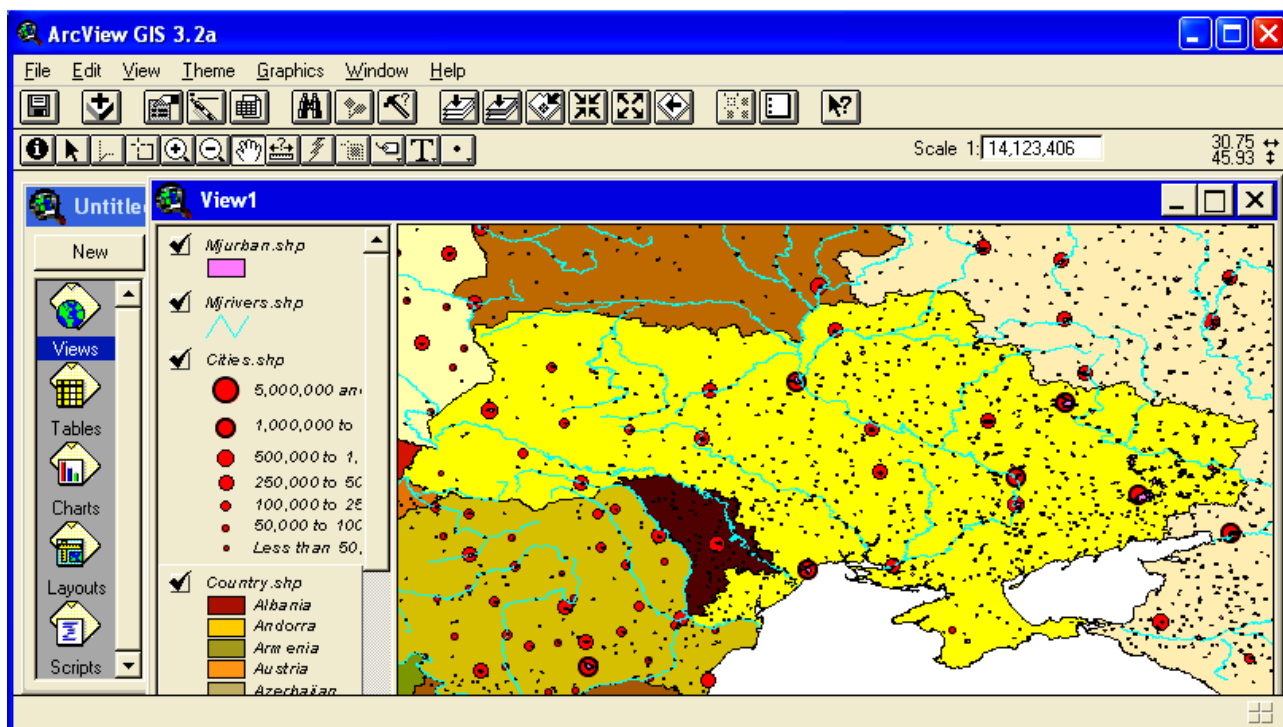 ArcView GIS 3.2a
File Edit View Theme Graphics Window Help
Scale 1: 14,123,406
30.75
45.93
Untitle
New
Views
Tables
Charts
Layouts
Scripts
View1
Mjurban.shp
Mjrivers.shp
Cities.shp
5,000,000 an
1,000,000 to
500,000 to 1,
250,000 to 50
100,000 to 25
50,000 to 100
Less than 50,
Country.shp
Albania
Andorra
Armenia
Austria
Azerbaijan